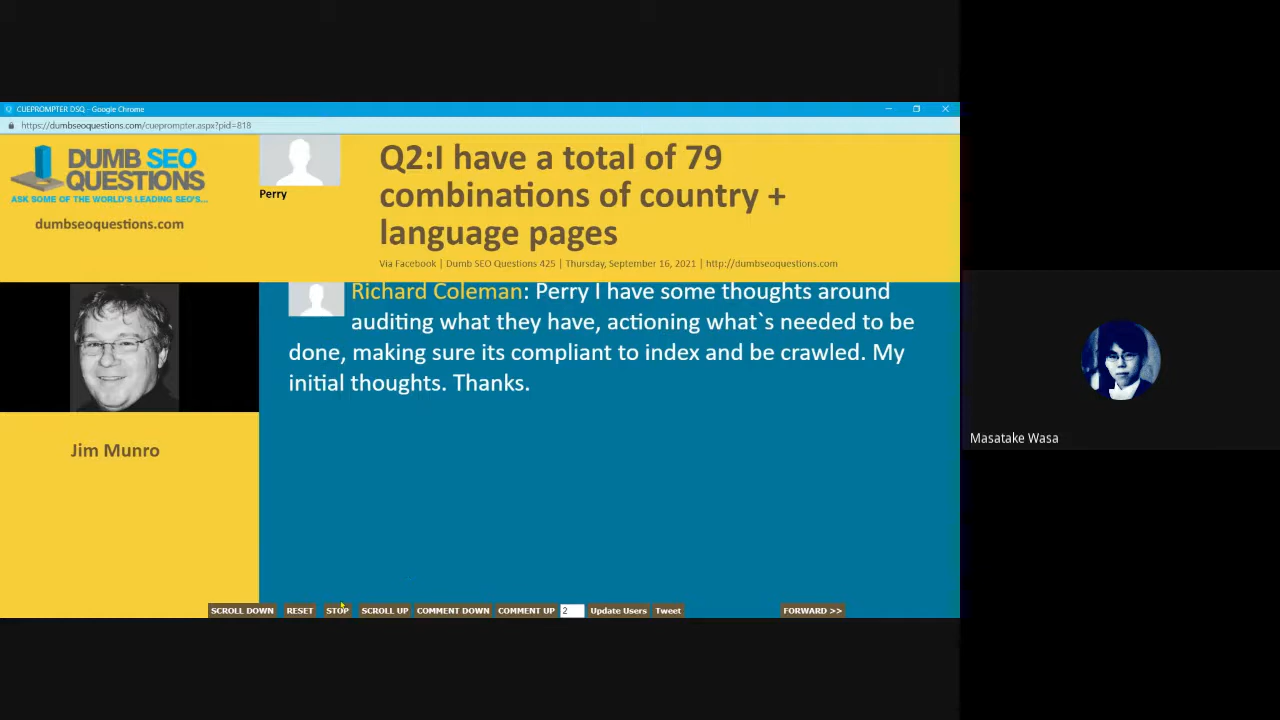 CUEPROMPTER DSQ - Google Chrome
https://dumbseoquestions.com/cueprompter.aspx?pid=818
DUMB SEO
QUESTIONS
ASK SOME OF THE WORLD'S LEADING SEO'S...
dumbseoquestions.com
Perry
Q2:I have a total of 79
combinations of country +
language pages
Via Facebook | Dumb SEO Questions 425 | Thursday, September 16, 2021 | http://dumbseoquestions.com
Richard Coleman: Perry I have some thoughts around
auditing what they have, actioning what`s needed to be
done, making sure its compliant to index and be crawled. My
initial thoughts. Thanks.
Jim Munro
Masatake Wasa
SCROLL DOWN RESET STOP SCROLL UP COMMENT DOWN COMMENT UP 2 Update Users Tweet FORWARD >>